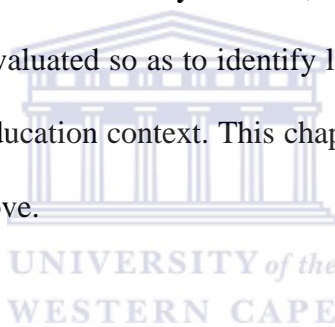 valuated so as to identify l
ducation context. This chap
ve.
UNIVERSITY of the
WESTERN CAPE